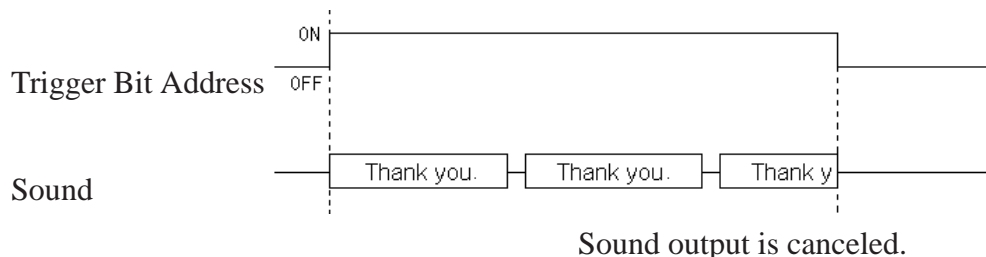 ON
Trigger Bit Address OFF
Sound Thank you. Thank you. Thank y
Sound output is canceled.